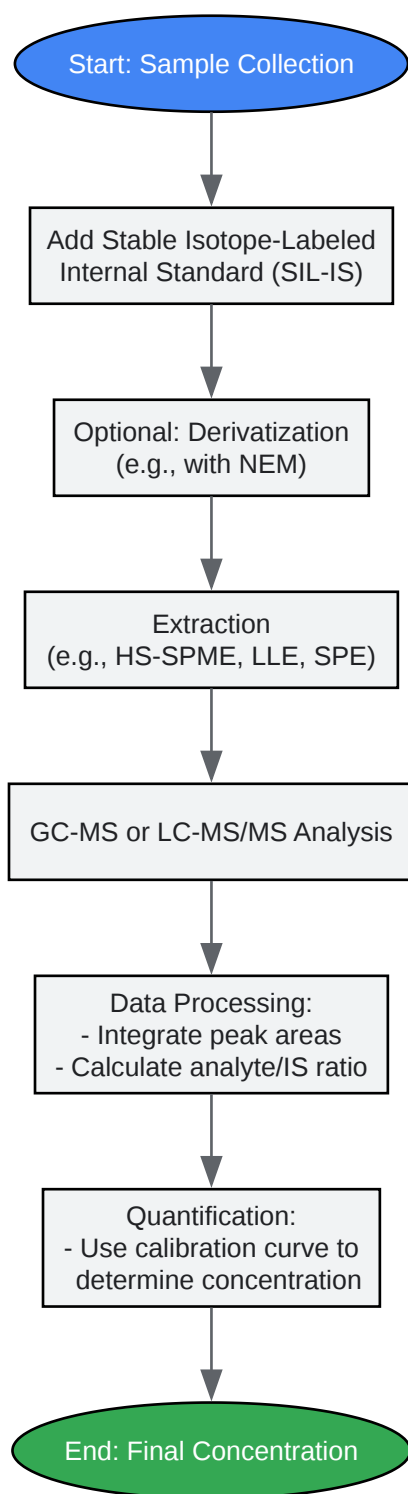 Start: Sample Collection
Add Stable Isotope-Labeled
Internal Standard (SIL-IS)
Optional: Derivatization
(e.g., with NEM)
Extraction
(e.g., HS-SPME, LLE, SPE)
GC-MS or LC-MS/MS Analysis
Data Processing:
- Integrate peak areas
- Calculate analyte/IS ratio
Quantification:
- Use calibration curve to
determine concentration
End: Final Concentration